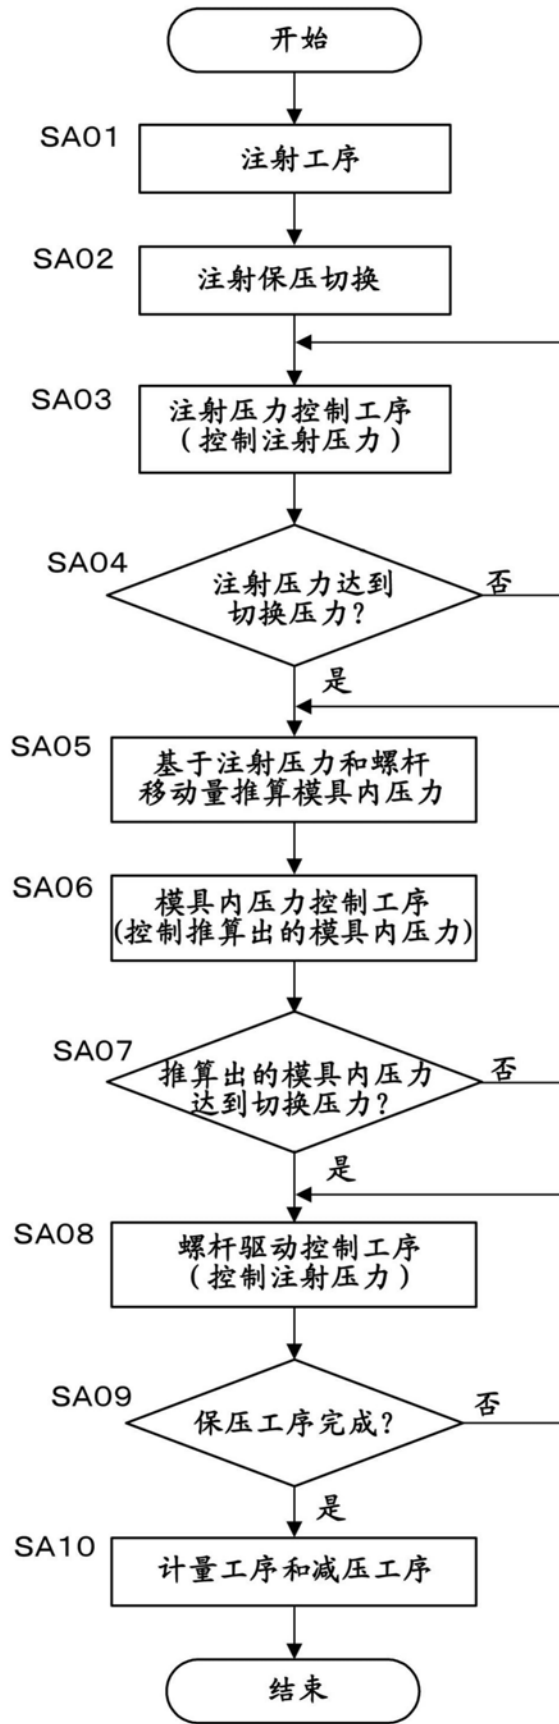 开始
SA01
注射工序
SA02
注射保压切换
SA03
注射压力控制工序
(控制注射压力)
SA04
注射压力达到
切换压力?
否
是
SA05
基于注射压力和螺杆
移动量推算模具内压力
SA06
模具内压力控制工序
(控制推算出的模具内压力)
SA07
推算出的模具内压力
达到切换压力?
否
是
SA08
螺杆驱动控制工序
(控制注射压力)
SA09
保压工序完成?
否
是
SA10
计量工序和减压工序
结束